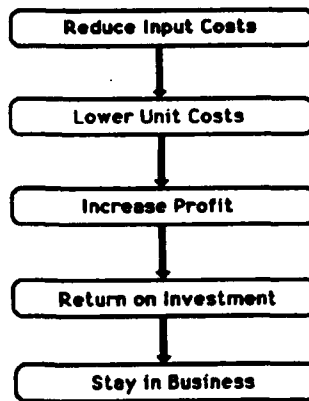 Reduce Input Costs
Lower Unit Costs
Increase Profit
Return on Investment
Stay in Business